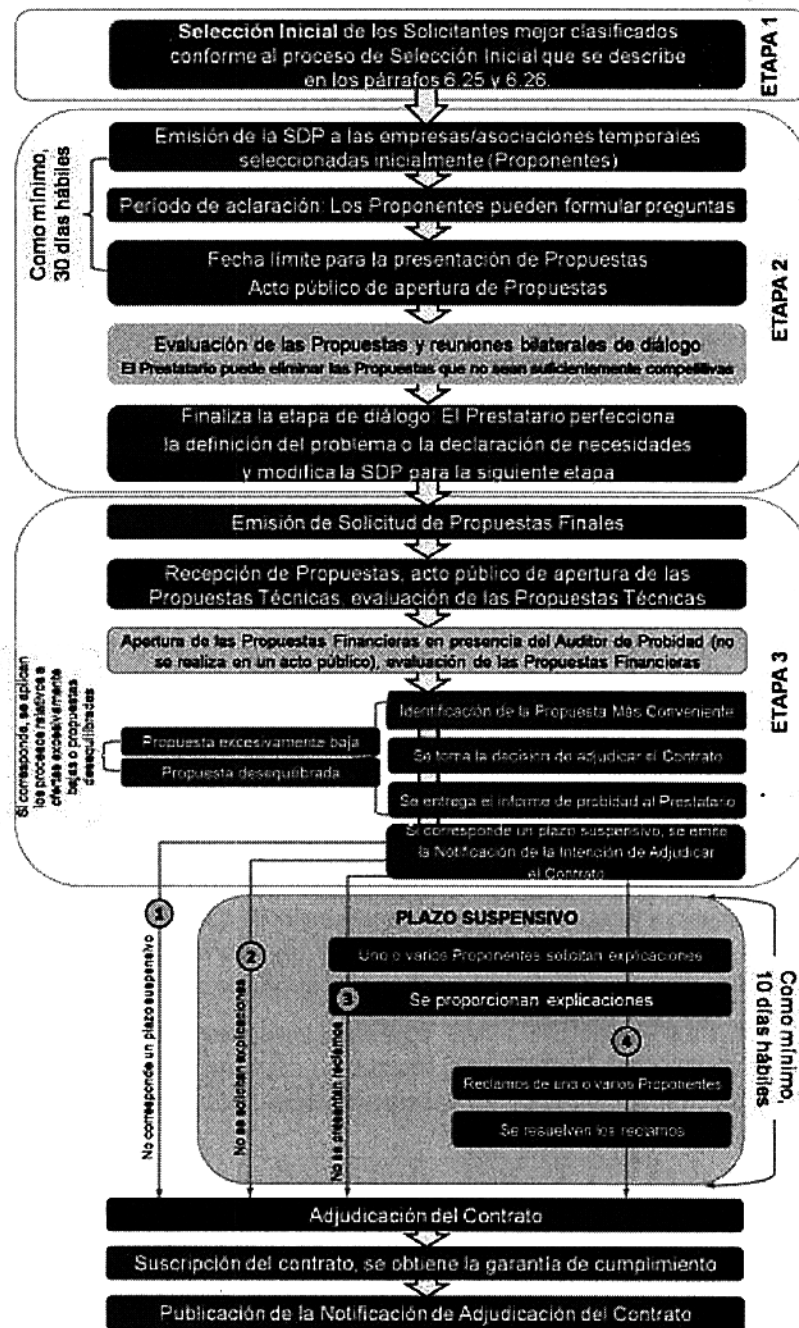 Selección Inicial de los Solicitantes mejor clasificados
conforme al proceso de Selección Inicial que se describe
en los párrafos 6.25 y 6.26.
ETAPA 1
Emisión de la SDP a las empresas/asociaciones temporales
seleccionadas inicialmente (Proponentes)
Como mínimo,
30 días hábiles
Período de aclaración: Los Proponentes pueden formular preguntas
Fecha límite para la presentación de Propuestas
Acto público de apertura de Propuestas
ETAPA 2
Evaluación de las Propuestas y reuniones bilaterales de diálogo
El Prestatario puede eliminar las Propuestas que no sean suficientemente competitivas
Finaliza la etapa de diálogo: El Prestatario perfecciona
la definición del problema o la declaración de necesidades
y modifica la SDP para la siguiente etapa
Emisión de Solicitud de Propuestas Finales
Recepción de Propuestas, acto público de apertura de las
Propuestas Técnicas, evaluación de las Propuestas Técnicas
Apertura de las Propuestas Financieras en presencia del Auditor de Probidad (no
se realiza en un acto público), evaluación de las Propuestas Financieras
ETAPA 3
Si corresponde, se aplican
los procede relativos a
ofertas excesivamente
bajas o propuestas
desequilibradas
Propuesta excesivamente baja
Propuesta desequilibrada
Identificación de la Propuesta Más Conveniente
Se toma la decisión de adjudicar el Contrato
Se entrega el informe de probidad al Prestatario
Si corresponde un plazo suspensivo, se emite
la Notificación de la Intención de Adjudicar
el Contrato
1
No corresponde un plazo suspensivo
2
No se solicitan explicaciones
3
No se presentan reclamos
4
PLAZO SUSPENSIVO
Uno o varios Proponentes solicitan explicaciones
Se proporcionan explicaciones
Reclamos de uno o varios Proponentes
Se resuelven los reclamos
Como mínimo,
10 días hábiles
Adjudicación del Contrato
Suscripción del contrato, se obtiene la garantía de cumplimiento
Publicación de la Notificación de Adjudicación del Contrato